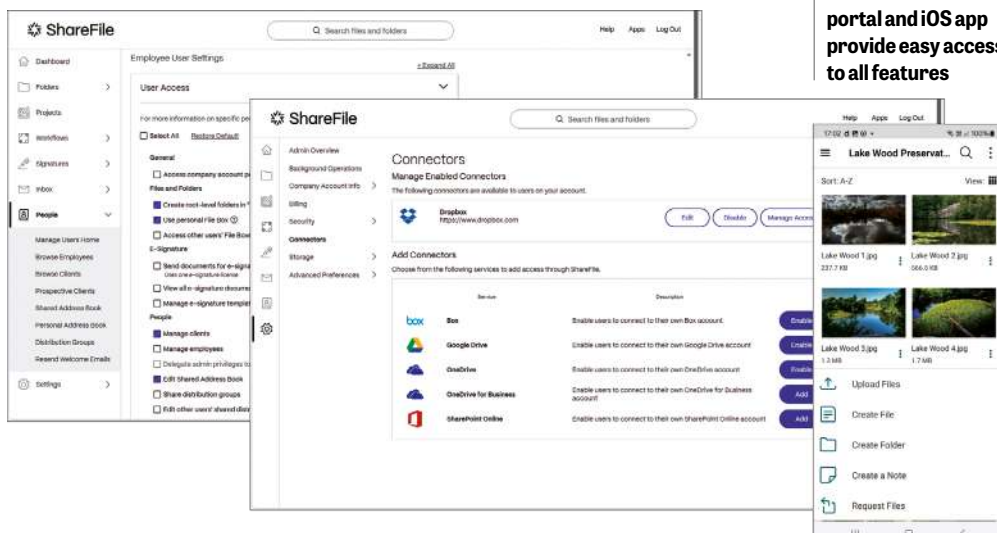 portal and iOS app
provide easy access
to all features
ShareFile
Search files and folders
Help Apps Log Out
Dashboard
Folders
Projects
Workflows
Signatures
Inbox
People
Manage Users Home
Browse Employees
Browse Clients
Prospective Clients
Shared Address Book
Personal Address Book
Distribution Groups
Resend Welcome Emails
Settings
Employee User Settings
+ Expand All
User Access
For more information on specific
Select All Restore Default
General
Access company account
Files and Folders
Create root-level folders in
Use personal File Box
Access other users' File
E-Signature
Send documents for
Uses one e-signature license
View all e-signature
Manage e-signature
People
Manage clients
Manage employees
Delegate admin privileges to
Edit Shared Address Book
Share distribution groups
Edit other users' shared
ShareFile
Search files and folders
Help Apps Log Out
Admin Overview
Background Operations
Company Account Info
Billing
Security
Connectors
Storage
Advanced Preferences
Connectors
Manage Enabled Connectors
The following connectors are available to users on your account.
Dropbox
https://www.dropbox.com
Edit Disable Manage
Add Connectors
Choose from the following services to add access through ShareFile.
Service Description
box Box Enable users to connect to their own Box account. Enable
Google Drive Enable users to connect to their own Google Drive account Enable
OneDrive Enable users to connect to their own OneDrive account Enable
OneDrive for Business Enable users to connect to their own OneDrive for Business
account Add
SharePoint Online Enable users to connect to their own SharePoint Online account Add
17:02 100%
Lake Wood Preservat...
Sort: A-Z View:
Lake Wood 1.jpg Lake Wood 2.jpg
237.7 KB 566.0 KB
Lake Wood 3.jpg Lake Wood 4.jpg
1.3 MB 1.7 MB
Upload Files
Create File
Create Folder
Create a Note
Request Files